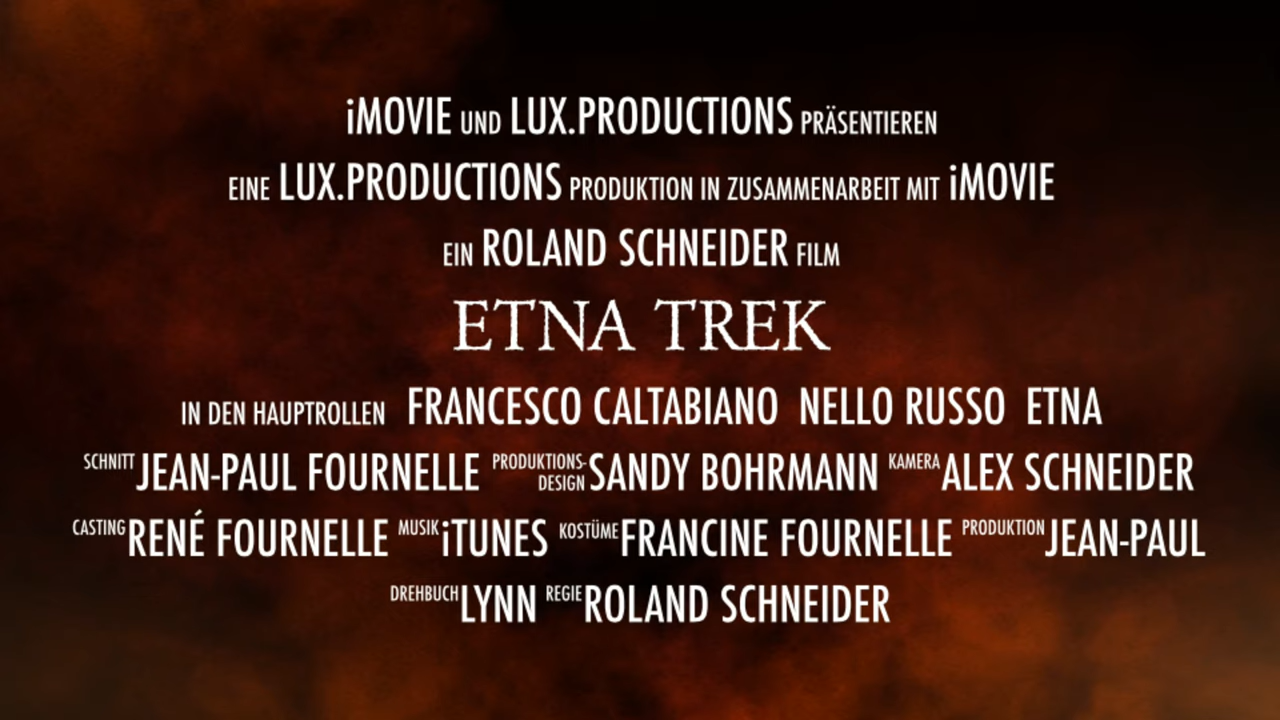 iMOVIE UND LUX.PRODUCTIONS PRÄSENTIEREN
EINE LUX.PRODUCTIONS PRODUKTION IN ZUSAMMENARBEIT MIT iMOVIE
EIN ROLAND SCHNEIDER FILM
ETNA TREK
IN DEN HAUPTROLLEN FRANCESCO CALTABIANO NELLO RUSSO ETNA
SCHNITT JEAN-PAUL FOURNELLE PRODUKTIONS-DESIGN SANDY BOHRMANN KAMERA ALEX SCHNEIDER
CASTING RENÉ FOURNELLE MUSIK iTUNES KOSTÜME FRANCINE FOURNELLE PRODUKTION JEAN-PAUL
DREHBUCH LYNN REGIE ROLAND SCHNEIDER